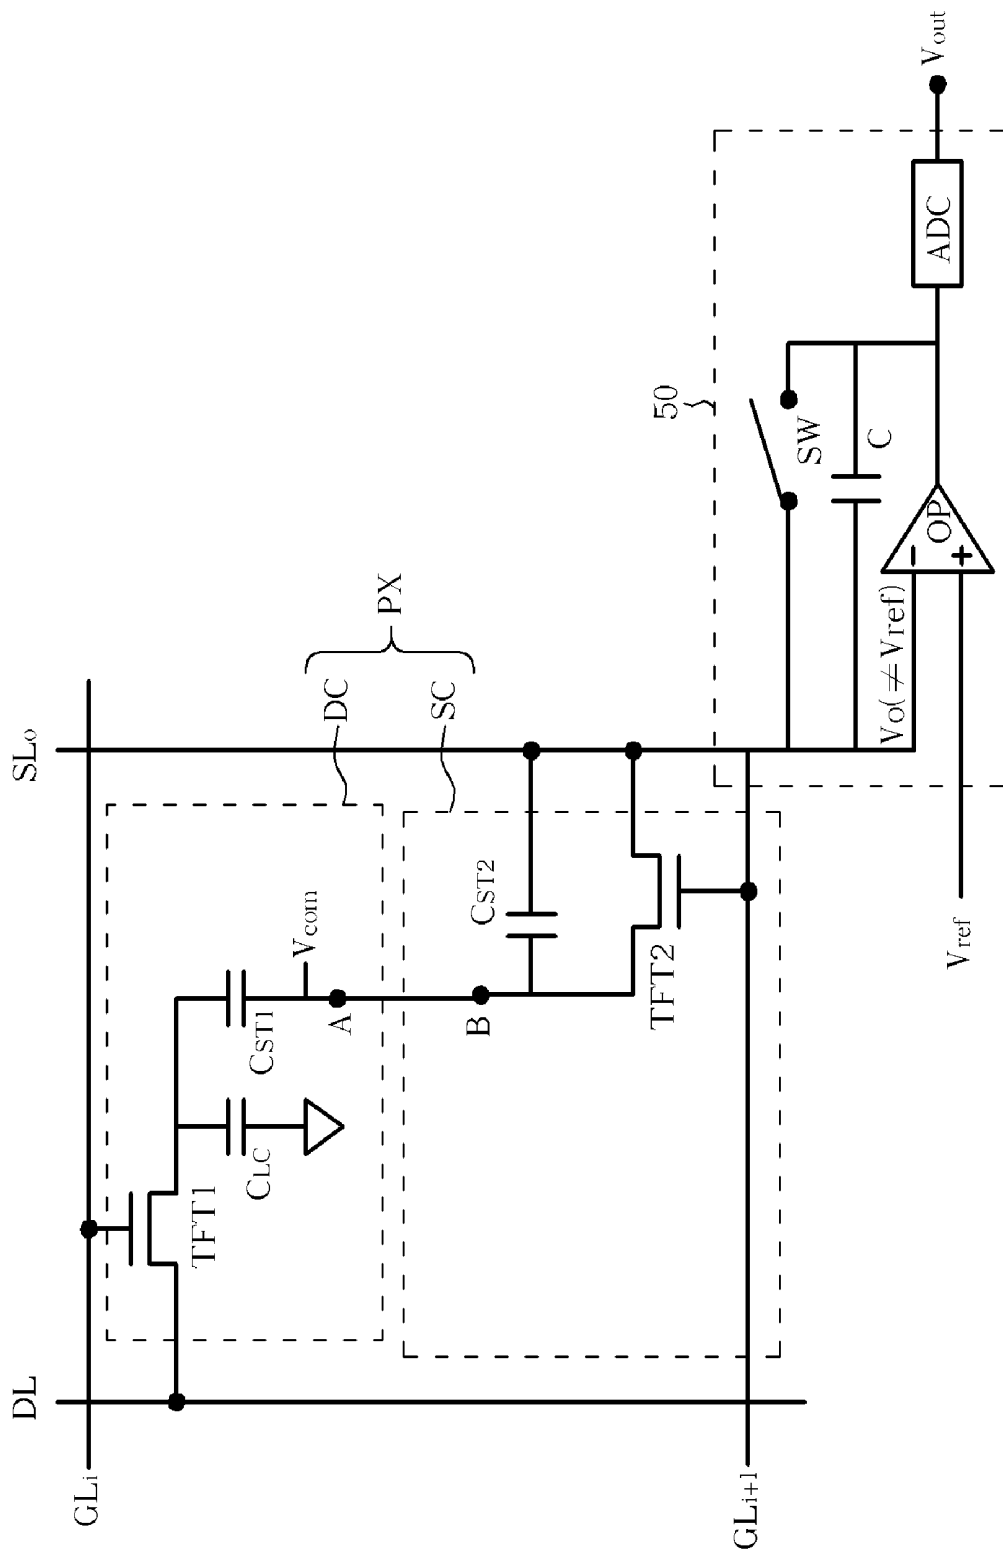 DL
SLo
GLi
TFT1
CLC
CST1
Vcom
A
DC
PX
SC
B
CST2
TFT2
GLi+1
50
SW
C
Vo(≠Vref)
OP
−
+
Vref
ADC
Vout